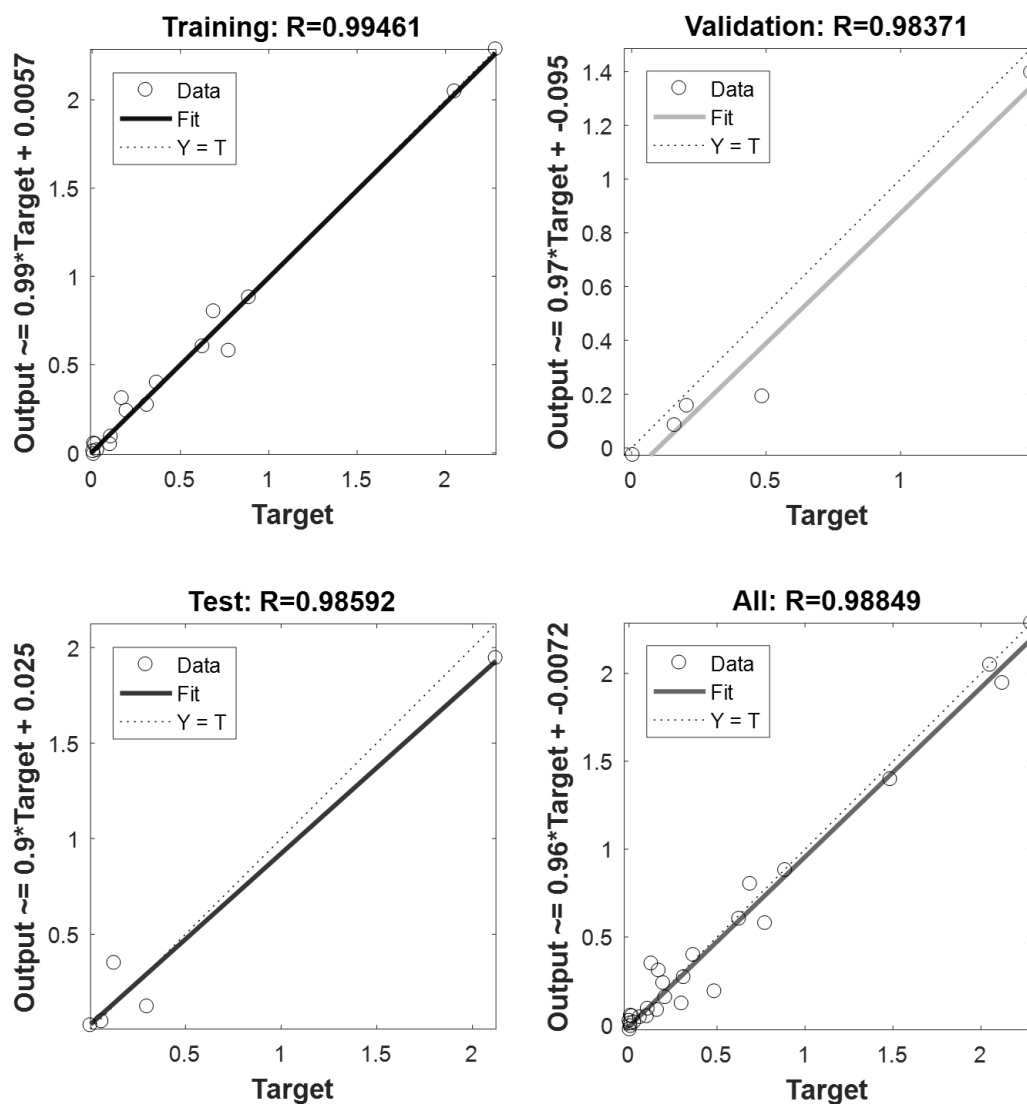 Training: R=0.99461
Output ~= 0.99*Target + 0.0057
Data
Fit
Y = T
2
1.5
1
0.5
0
0
0.5
1
1.5
2
Target
Validation: R=0.98371
Output ~= 0.97*Target + -0.095
Data
Fit
Y = T
1.4
1.2
1
0.8
0.6
0.4
0.2
0
0
0.5
1
Target
Test: R=0.98592
Output ~= 0.9*Target + 0.025
Data
Fit
Y = T
2
1.5
1
0.5
0.5
1
1.5
2
Target
All: R=0.98849
Output ~= 0.96*Target + -0.0072
Data
Fit
Y = T
2
1.5
1
0.5
0
0
0.5
1
1.5
2
Target